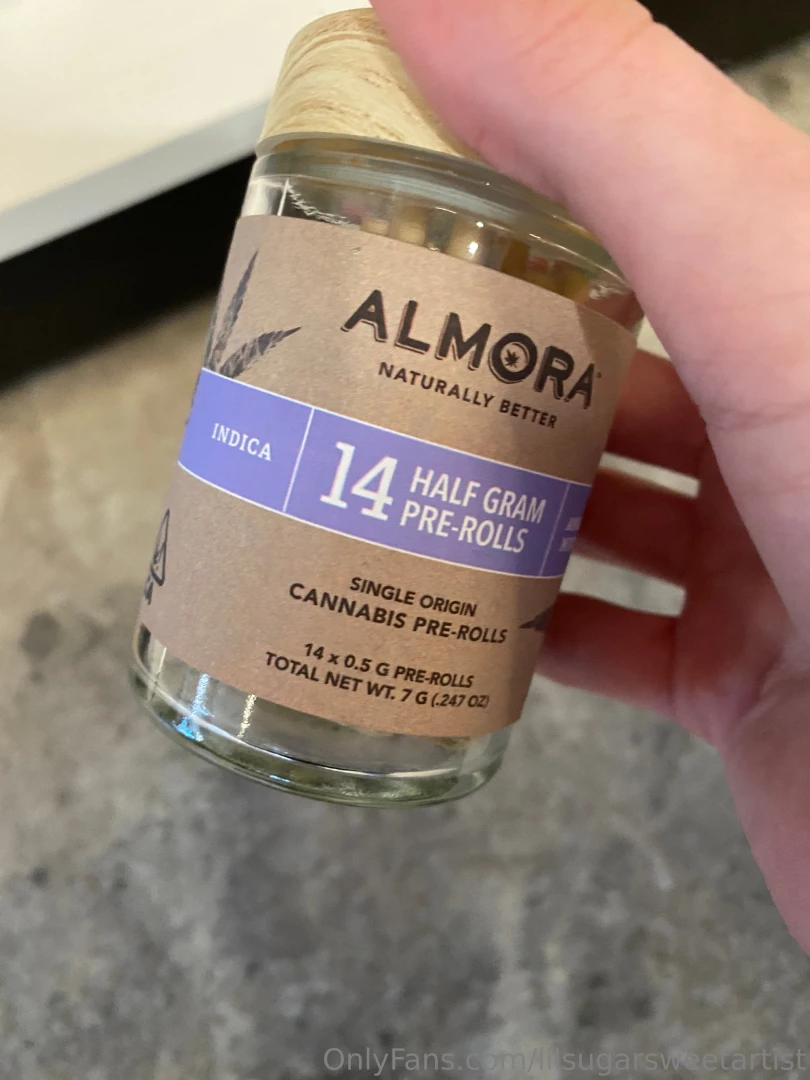 ALMORA
NATURALLY BETTER
INDICA
14 HALF GRAM
PRE-ROLLS
SINGLE ORIGIN
CANNABIS PRE-ROLLS
14 x 0.5 G PRE-ROLLS
TOTAL NET WT. 7 G (.247 OZ)
OnlyFans.com/lilsugarsweetartist